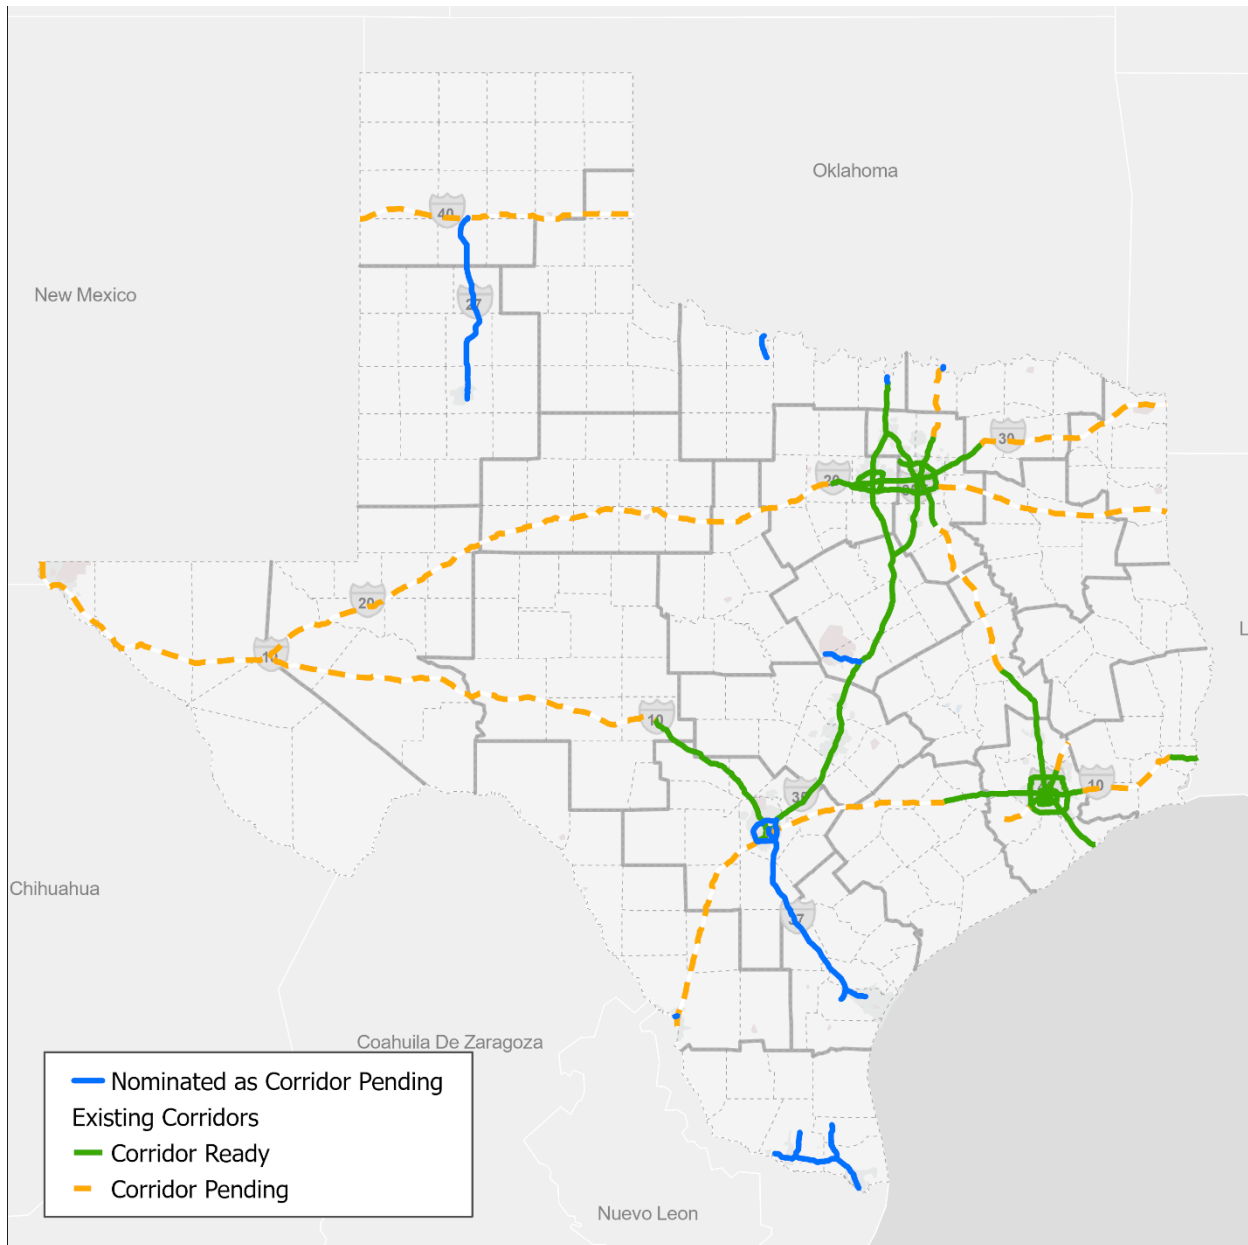 Oklahoma
40
New Mexico
27
30
20
20
10
L
10
10
35
Chihuahua
37
Coahuila De Zaragoza
Nominated as Corridor Pending
Existing Corridors
Corridor Ready
Corridor Pending
Nuevo Leon